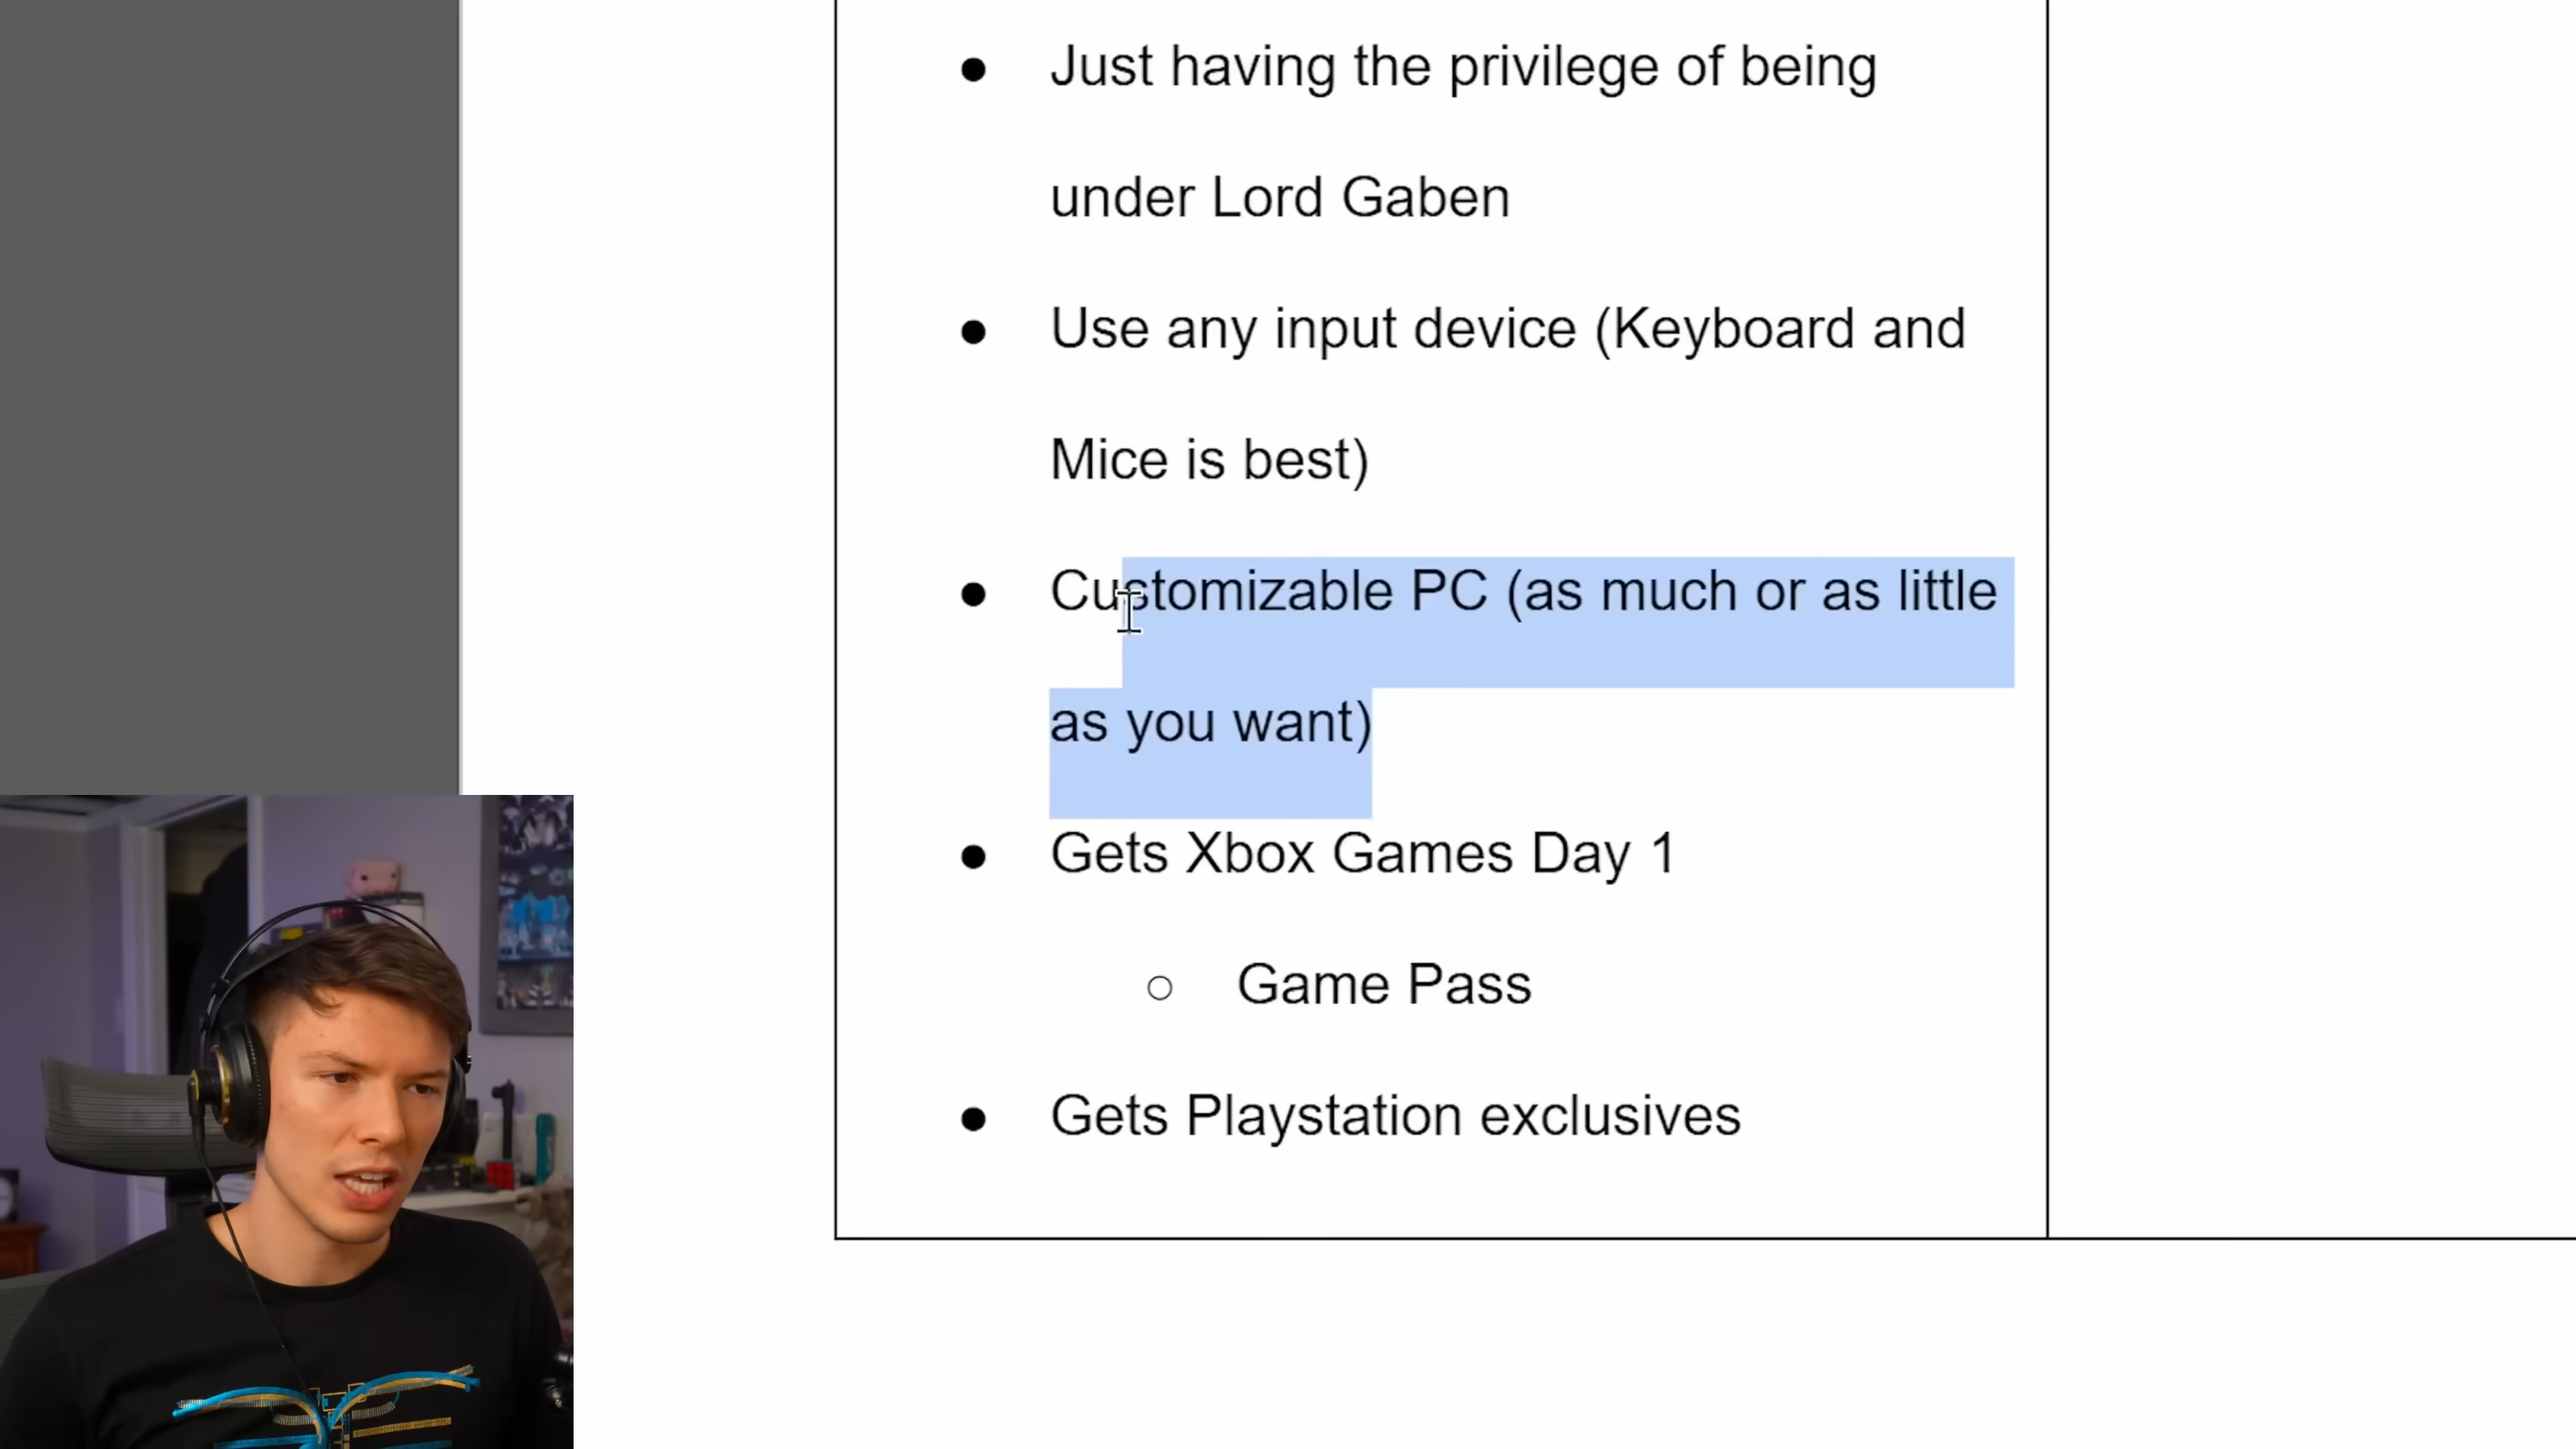 Just having the privilege of being
under Lord Gaben
Use any input device (Keyboard and
Mice is best)
Customizable PC (as much or as little
as you want)
Gets Xbox Games Day 1
Game Pass
Gets Playstation exclusives